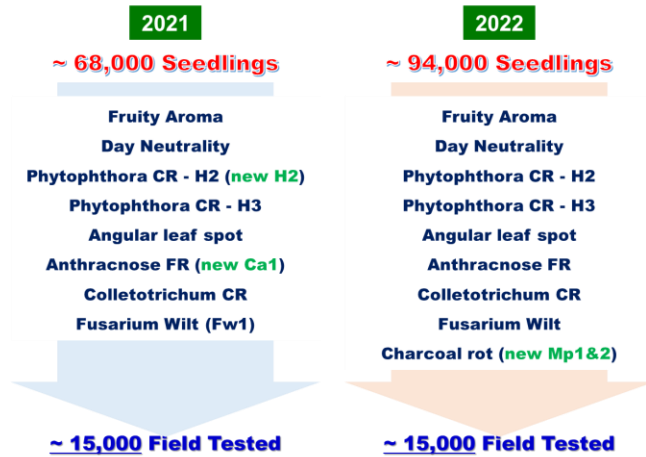 2021
~ 68,000 Seedlings
Fruity Aroma
Day Neutrality
Phytophthora CR - H2 (new H2)
Phytophthora CR - H3
Angular leaf spot
Anthracnose FR (new Ca1)
Colletotrichum CR
Fusarium Wilt (Fw1)
~ 15,000 Field Tested
2022
~ 94,000 Seedlings
Fruity Aroma
Day Neutrality
Phytophthora CR - H2
Phytophthora CR - H3
Angular leaf spot
Anthracnose FR
Colletotrichum CR
Fusarium Wilt
Charcoal rot (new Mp1&2)
~ 15,000 Field Tested